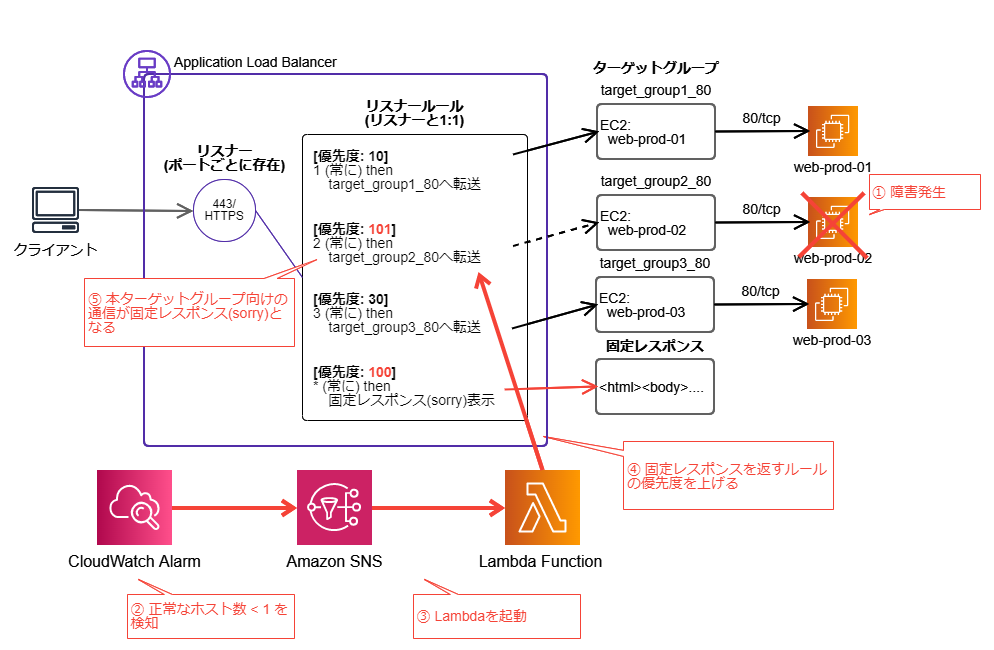 Application Load Balancer
ターゲットグループ
target_group1_80
リスナールール
(リスナーと1:1)
EC2:
web-prod-01
80/tcp
web-prod-01
リスナー
(ポートごとに存在)
443/
HTTPS
クライアント
[優先度: 10]
1 (常に) then
target_group1_80へ転送
target_group2_80
EC2:
web-prod-02
80/tcp
web-prod-02
① 障害発生
[優先度: 101]
2 (常に) then
target_group2_80へ転送
target_group3_80
EC2:
web-prod-03
80/tcp
web-prod-03
⑤ 本ターゲットグループ向けの
通信が固定レスポンス(sorry)と
なる
[優先度: 30]
3 (常に) then
target_group3_80へ転送
固定レスポンス
<html><body>....
[優先度: 100]
* (常に) then
固定レスポンス(sorry)表示
④ 固定レスポンスを返すルール
の優先度を上げる
CloudWatch Alarm
Amazon SNS
Lambda Function
② 正常なホスト数 < 1 を
検知
③ Lambdaを起動